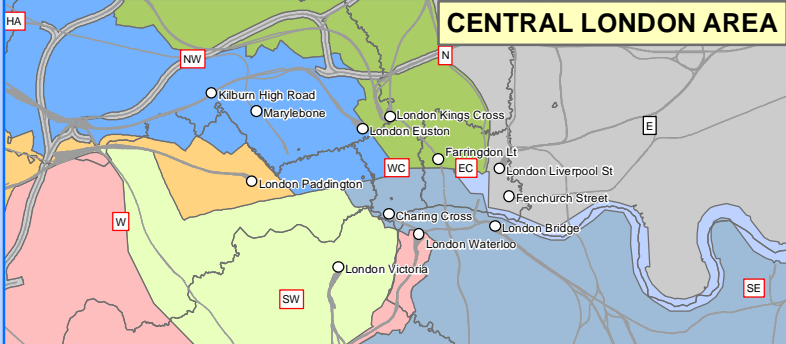 CENTRAL LONDON AREA
HA
NW
N
Kilburn High Road
Marylebone
London Kings Cross
London Euston
E
Farringdon Lt
WC
EC
London Liverpool St
London Paddington
Fenchurch Street
W
Charing Cross
London Bridge
London Waterloo
London Victoria
SE
SW